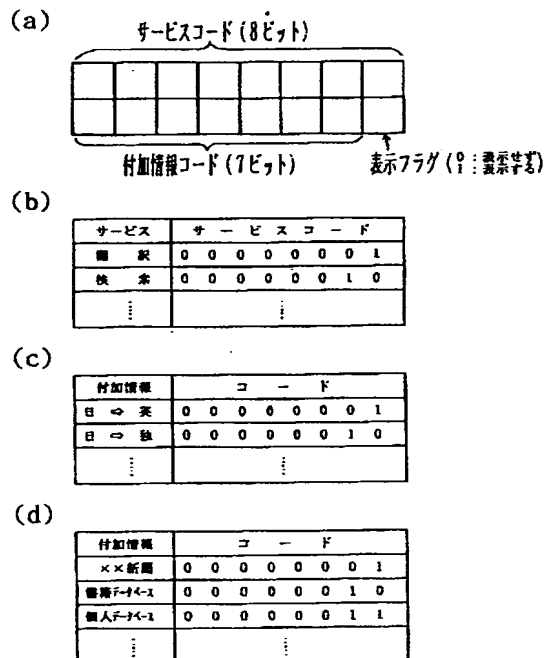 (a)
サービスコード(8ビット)
付加情報コード(7ビット)
表示フラグ(0:表示せず
1:表示する)
(b)
サービス サービスコード
翻訳 0 0 0 0 0 0 0 1
検索 0 0 0 0 0 0 1 0
(c)
付加情報 コード
日⇨英 0 0 0 0 0 0 0 1
日⇨独 0 0 0 0 0 0 1 0
(d)
付加情報 コード
××新聞 0 0 0 0 0 0 0 1
書籍データベース 0 0 0 0 0 0 1 0
個人データベース 0 0 0 0 0 0 1 1